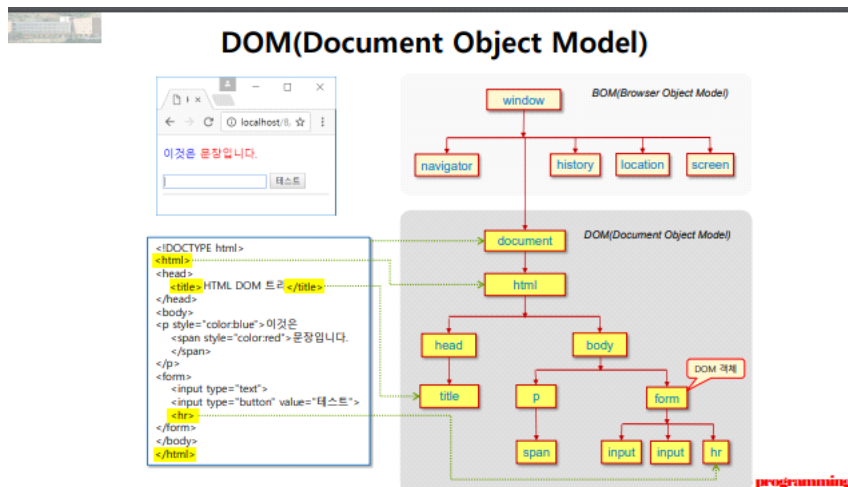 DOM(Document Object Model)
localhost/8
이것은 문장입니다.
테스트
BOM(Browser Object Model)
window
navigator
history
location
screen
DOM(Document Object Model)
document
html
head
body
DOM 객체
title
p
form
span
input
input
hr
<!DOCTYPE html>
<html>
<head>
<title>HTML DOM 트리</title>
</head>
<body>
<p style="color:blue">이것은
<span style="color:red">문장입니다.
</span>
</p>
<form>
<input type="text">
<input type="button" value="테스트">
<hr>
</form>
</body>
</html>
programming